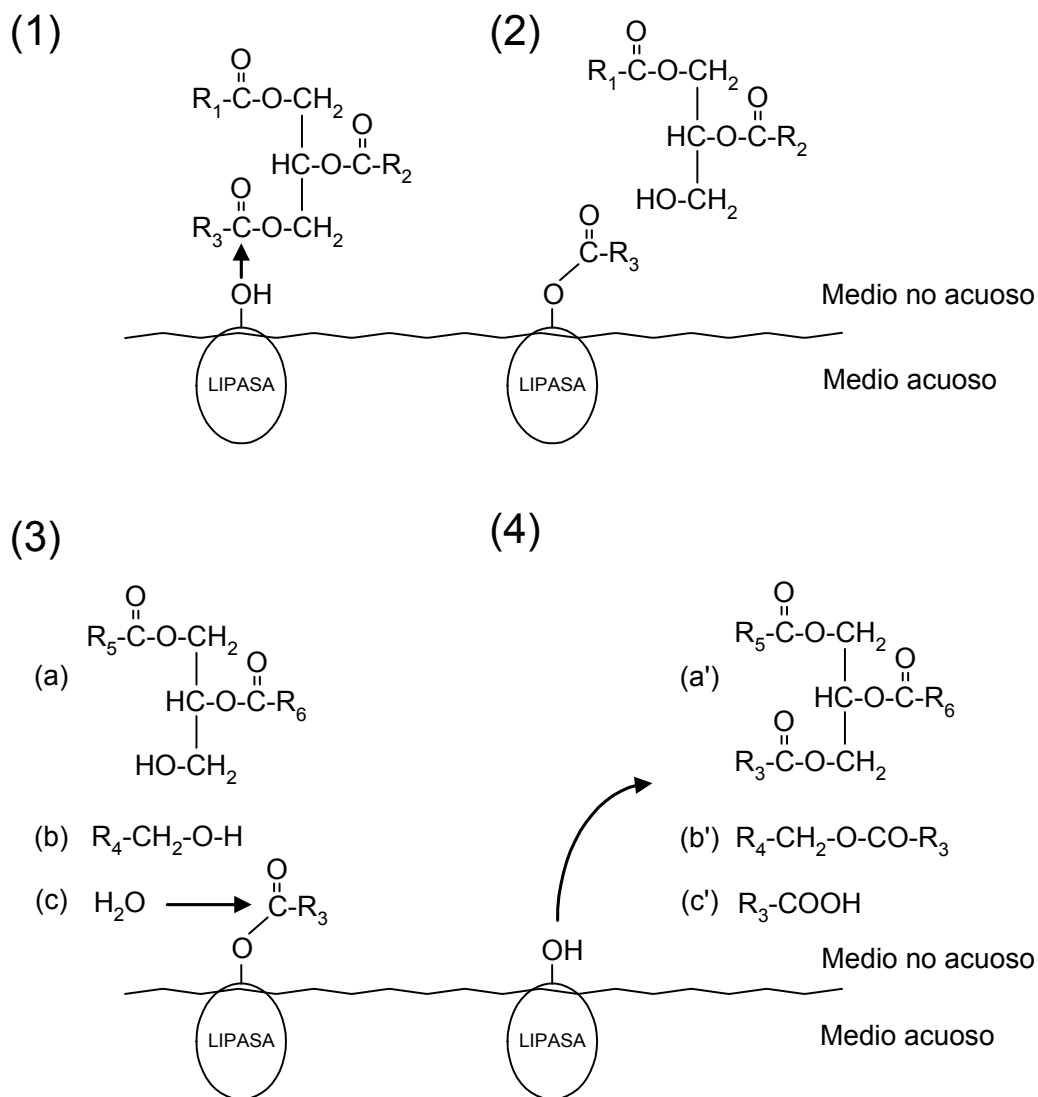 (1)
O
R1-C-O-CH2
O
HC-O-C-R2
O
R3-C-O-CH2
OH
LIPASA
(2)
O
R1-C-O-CH2
O
HC-O-C-R2
HO-CH2
O
C-R3
O
LIPASA
Medio no acuoso
Medio acuoso
(3)
O
R5-C-O-CH2
O
(a)
HC-O-C-R6
HO-CH2
(b) R4-CH2-O-H
(c) H2O
O
C-R3
O
LIPASA
(4)
O
R5-C-O-CH2
O
(a')
HC-O-C-R6
O
R3-C-O-CH2
(b') R4-CH2-O-CO-R3
(c') R3-COOH
OH
LIPASA
Medio no acuoso
Medio acuoso